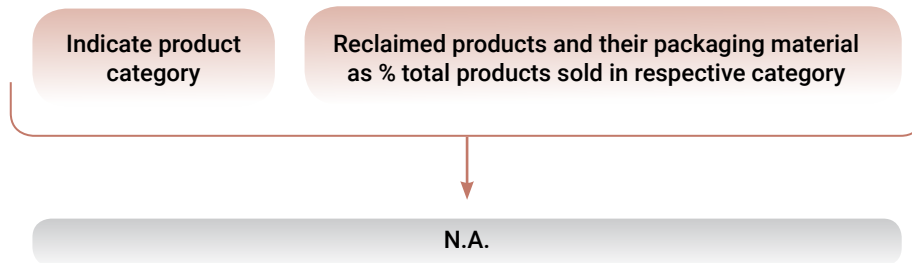 Indicate product
category
Reclaimed products and their packaging material
as % total products sold in respective category
N.A.